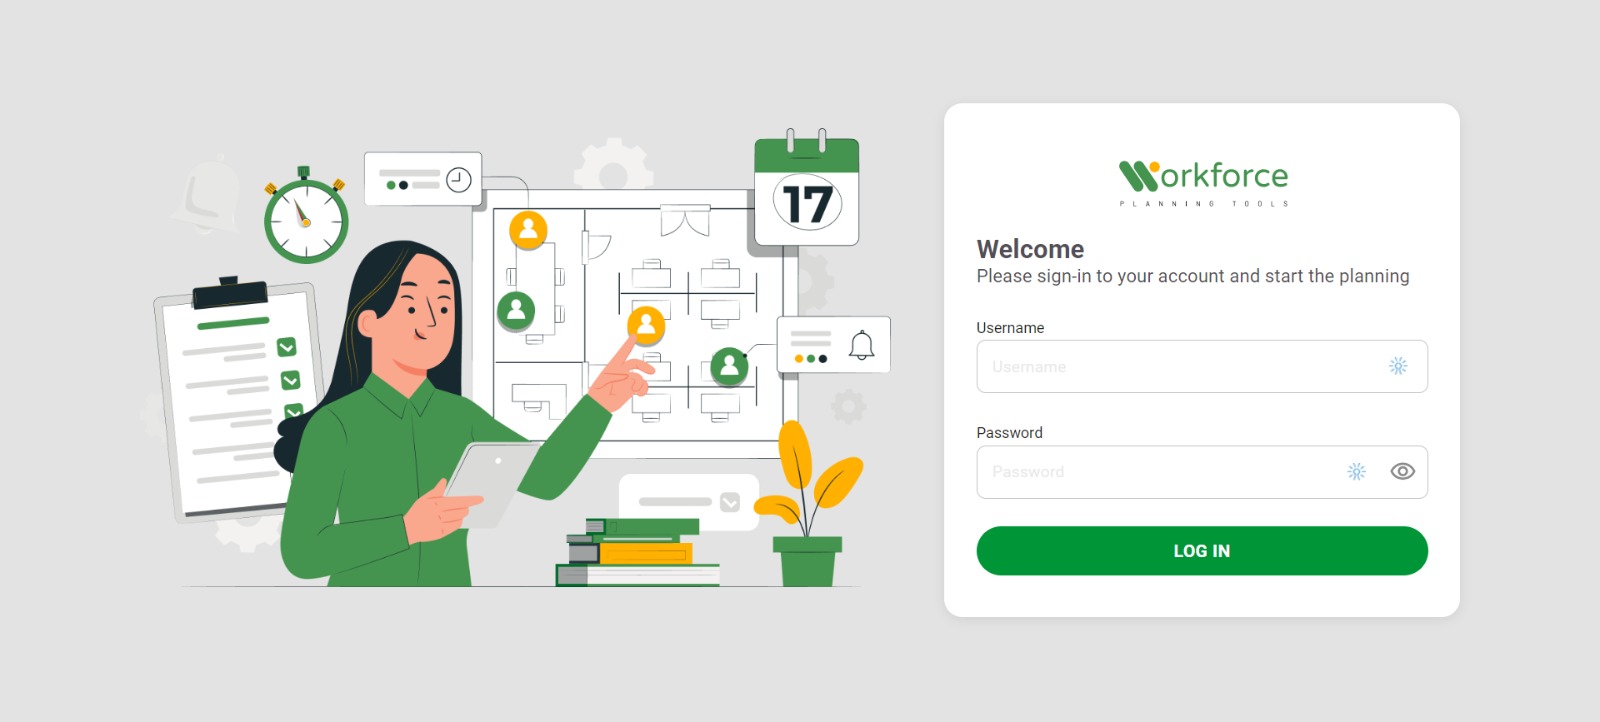 17
Workforce
PLANNING TOOLS
Welcome
Please sign-in to your account and start the planning
Username
Username
Password
Password
LOG IN